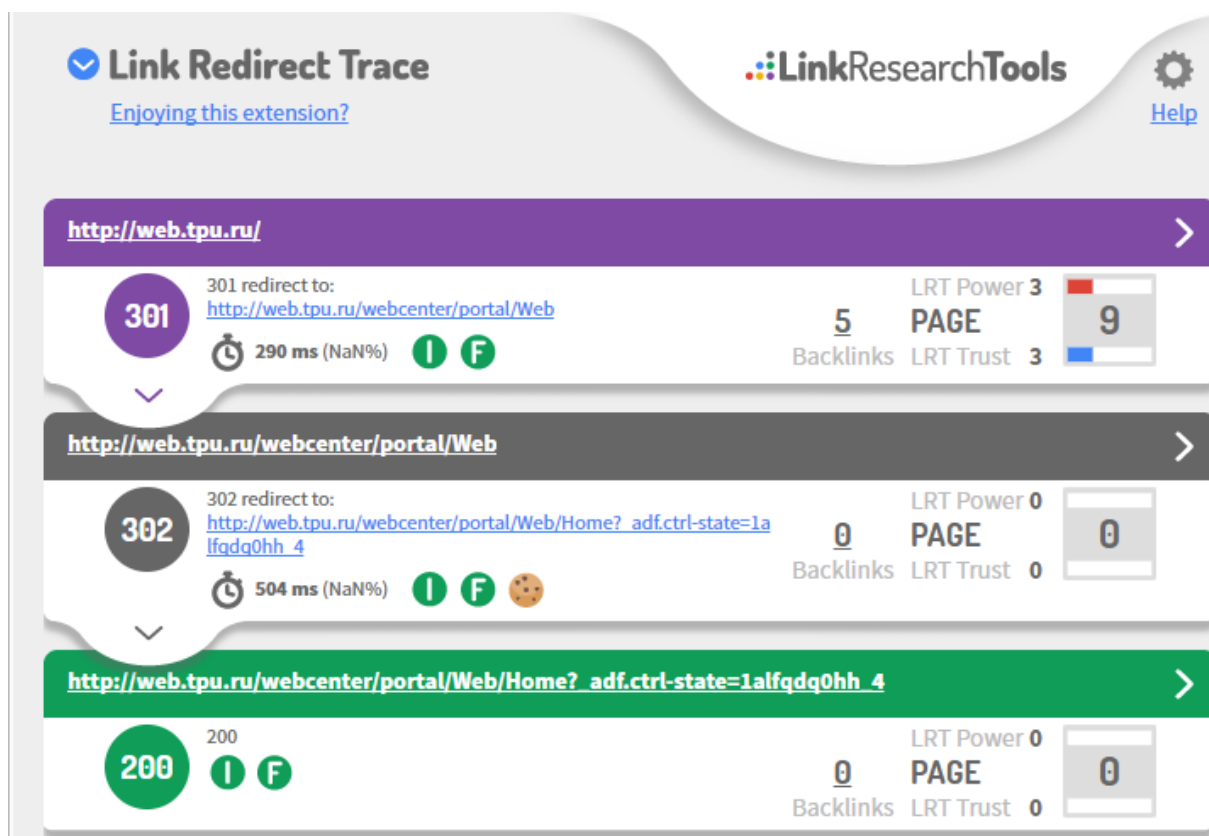 Link Redirect Trace
LinkResearchTools
Enjoying this extension?
Help
http://web.tpu.ru/
301
301 redirect to:
http://web.tpu.ru/webcenter/portal/Web
290 ms (NaN%)
I F
5
Backlinks
LRT Power 3
PAGE
LRT Trust 3
9
http://web.tpu.ru/webcenter/portal/Web
302
302 redirect to:
http://web.tpu.ru/webcenter/portal/Web/Home?_adf.ctrl-state=1a
lfqdq0hh_4
504 ms (NaN%)
I F
0
Backlinks
LRT Power 0
PAGE
LRT Trust 0
0
http://web.tpu.ru/webcenter/portal/Web/Home?_adf.ctrl-state=1alfqdq0hh_4
200
200
I F
0
Backlinks
LRT Power 0
PAGE
LRT Trust 0
0